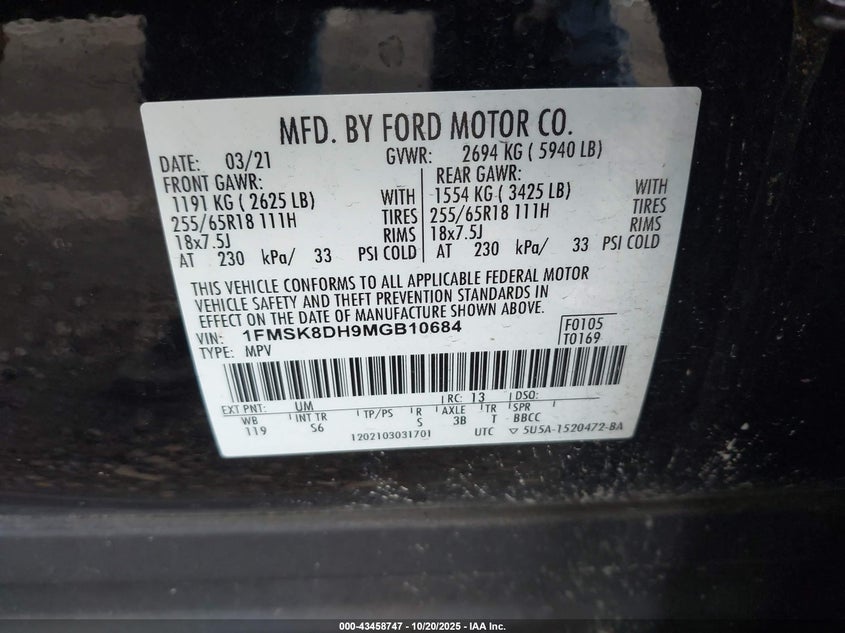 MFD. BY FORD MOTOR CO.
DATE: 03/21 GVWR: 2694 KG ( 5940 LB)
FRONT GAWR: REAR GAWR:
1191 KG ( 2625 LB) WITH 1554 KG ( 3425 LB) WITH
255/65R18 111H TIRES 255/65R18 111H TIRES
18x7.5J RIMS 18x7.5J RIMS
AT 230 kPa/ 33 PSI COLD AT 230 kPa/ 33 PSI COLD
THIS VEHICLE CONFORMS TO ALL APPLICABLE FEDERAL MOTOR
VEHICLE SAFETY AND THEFT PREVENTION STANDARDS IN
EFFECT ON THE DATE OF MANUFACTURE SHOWN ABOVE.
VIN: 1FMSK8DH9MGB10684 F0105
TYPE: MPV T0169
EXT PNT: UM RC: 13 DSO:
WB INT TR TP/PS R AXLE TR SPR
119 S6 S 3B T BBCC
1202103031701 UTC ▽ 5U5A-1520472-BA
000-43458747 - 10/20/2025 - IAA Inc.